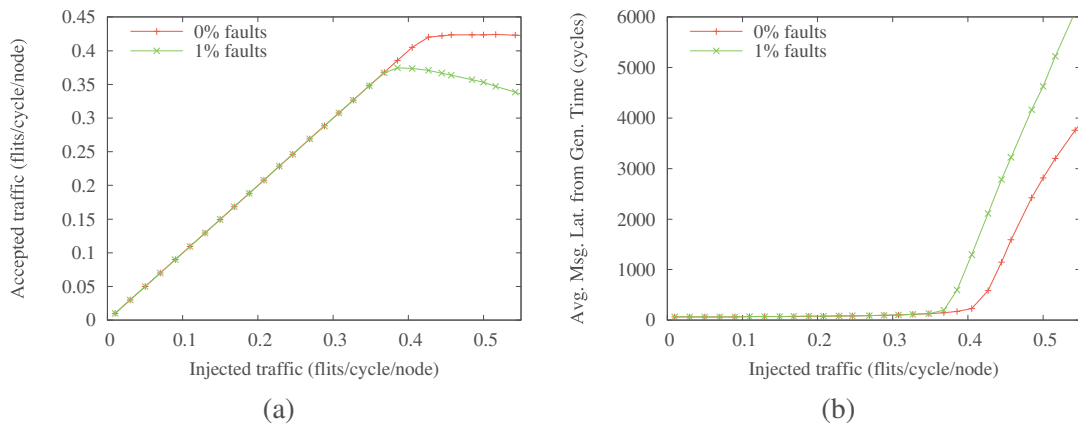 Accepted traffic (flits/cycle/node)
0.45
0.4
0.35
0.3
0.25
0.2
0.15
0.1
0.05
0
0% faults
1% faults
0 0.1 0.2 0.3 0.4 0.5
Injected traffic (flits/cycle/node)
(a)
Avg. Msg. Lat. from Gen. Time (cycles)
6000
5000
4000
3000
2000
1000
0
0% faults
1% faults
0 0.1 0.2 0.3 0.4 0.5
Injected traffic (flits/cycle/node)
(b)